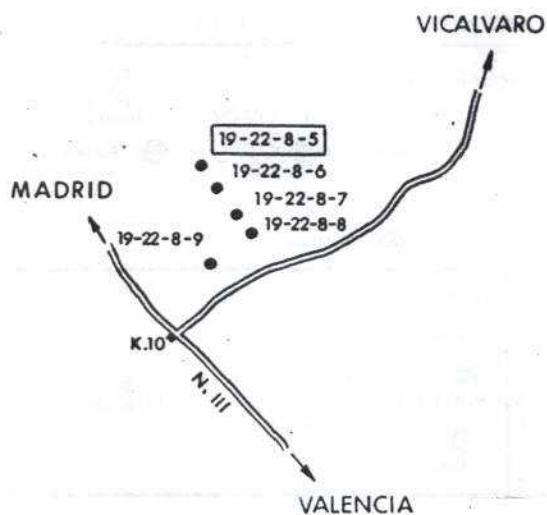 VICALVARO
19-22-8-5
19-22-8-6
MADRID
19-22-8-7
19-22-8-8
19-22-8-9
K.10
N. III
VALENCIA